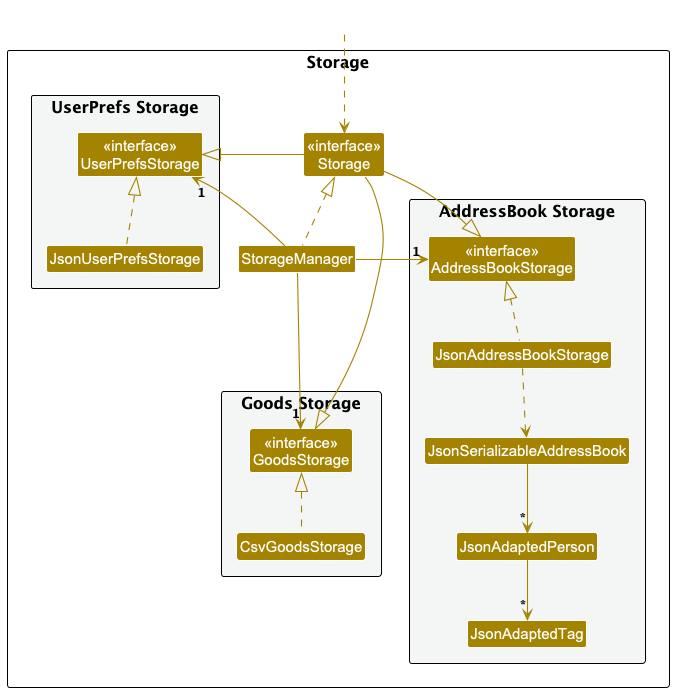 Storage
UserPrefs Storage
«interface»
UserPrefsStorage
«interface»
Storage
1
AddressBook Storage
JsonUserPrefsStorage
StorageManager
1
«interface»
AddressBookStorage
JsonAddressBookStorage
Goods Storage
1
«interface»
GoodsStorage
JsonSerializableAddressBook
*
CsvGoodsStorage
JsonAdaptedPerson
*
JsonAdaptedTag